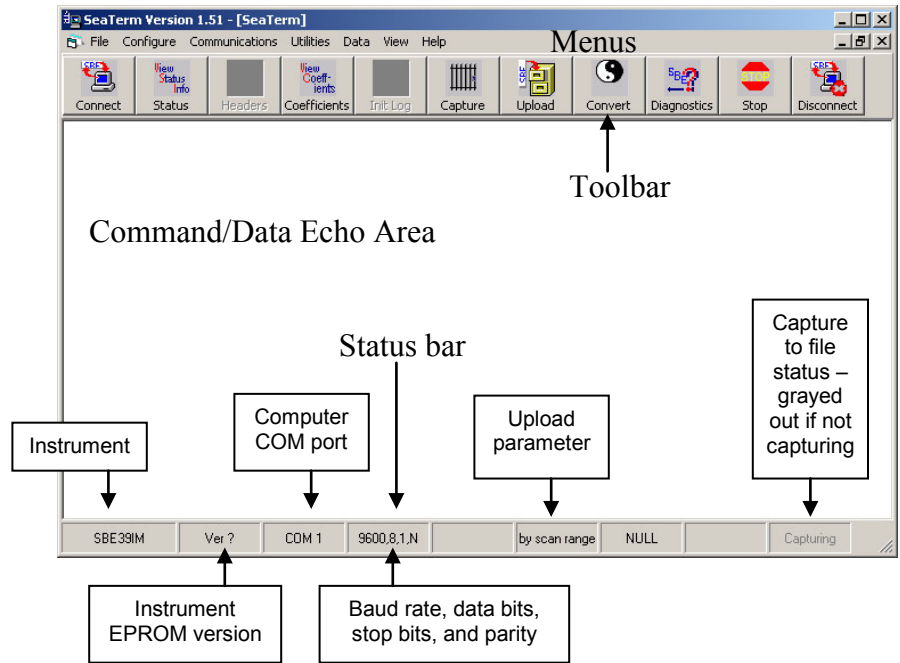 SeaTerm Version 1.51 - [SeaTerm]
File Configure Communications Utilities Data View Help
Menus
View Status Info
View Coeff- icients
SBE
STOP
Connect Status Headers Coefficients Init Log Capture Upload Convert Diagnostics Stop Disconnect
Toolbar
Command/Data Echo Area
Status bar
Instrument
Computer
COM port
Upload
parameter
Capture
to file
status –
grayed
out if not
capturing
SBE39IM Ver ? COM 1 9600,8,1,N by scan range NULL Capturing
Instrument
EPROM version
Baud rate, data bits,
stop bits, and parity